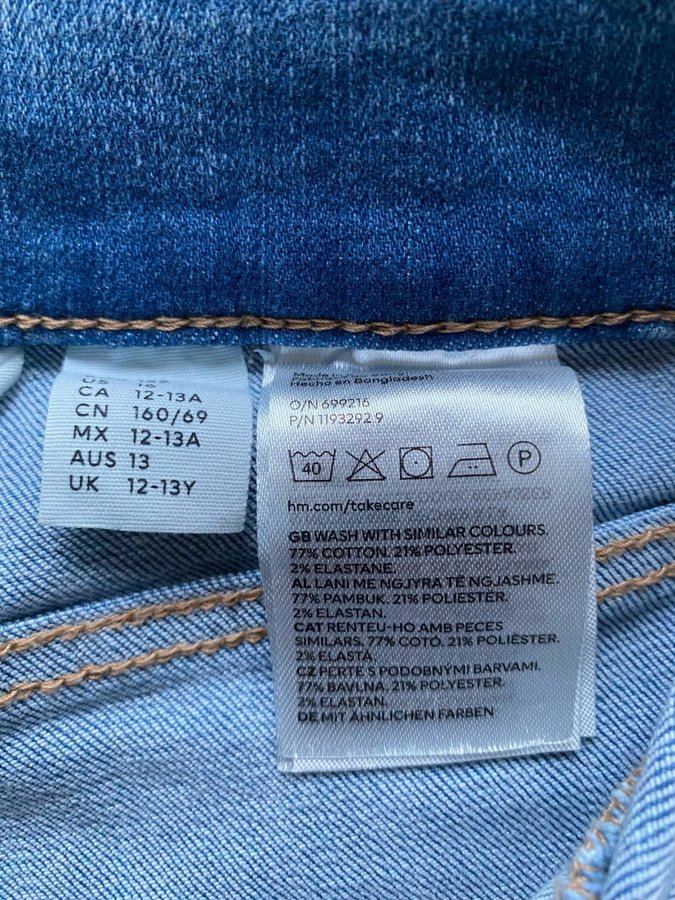 CA 12-13A
CN 160/69
MX 12-13A
AUS 13
UK 12-13Y
Hecho en Bangladesh
O/N 699216
P/N 1193292 9
40
P
hm.com/takecare
GB WASH WITH SIMILAR COLOURS.
77% COTTON. 21% POLYESTER.
2% ELASTANE.
AL LANI ME NGJYRA TË NGJASHME.
77% PAMBUK. 21% POLIESTER.
2% ELASTAN.
CAT RENTEU-HO AMB PECES
SIMILARS. 77% COTÓ. 21% POLIÈSTER.
2% ELASTÀ.
CZ PERTE S PODOBNÝMI BARVAMI.
77% BAVLNA. 21% POLYESTER.
2% ELASTAN.
DE MIT ÄHNLICHEN FARBEN